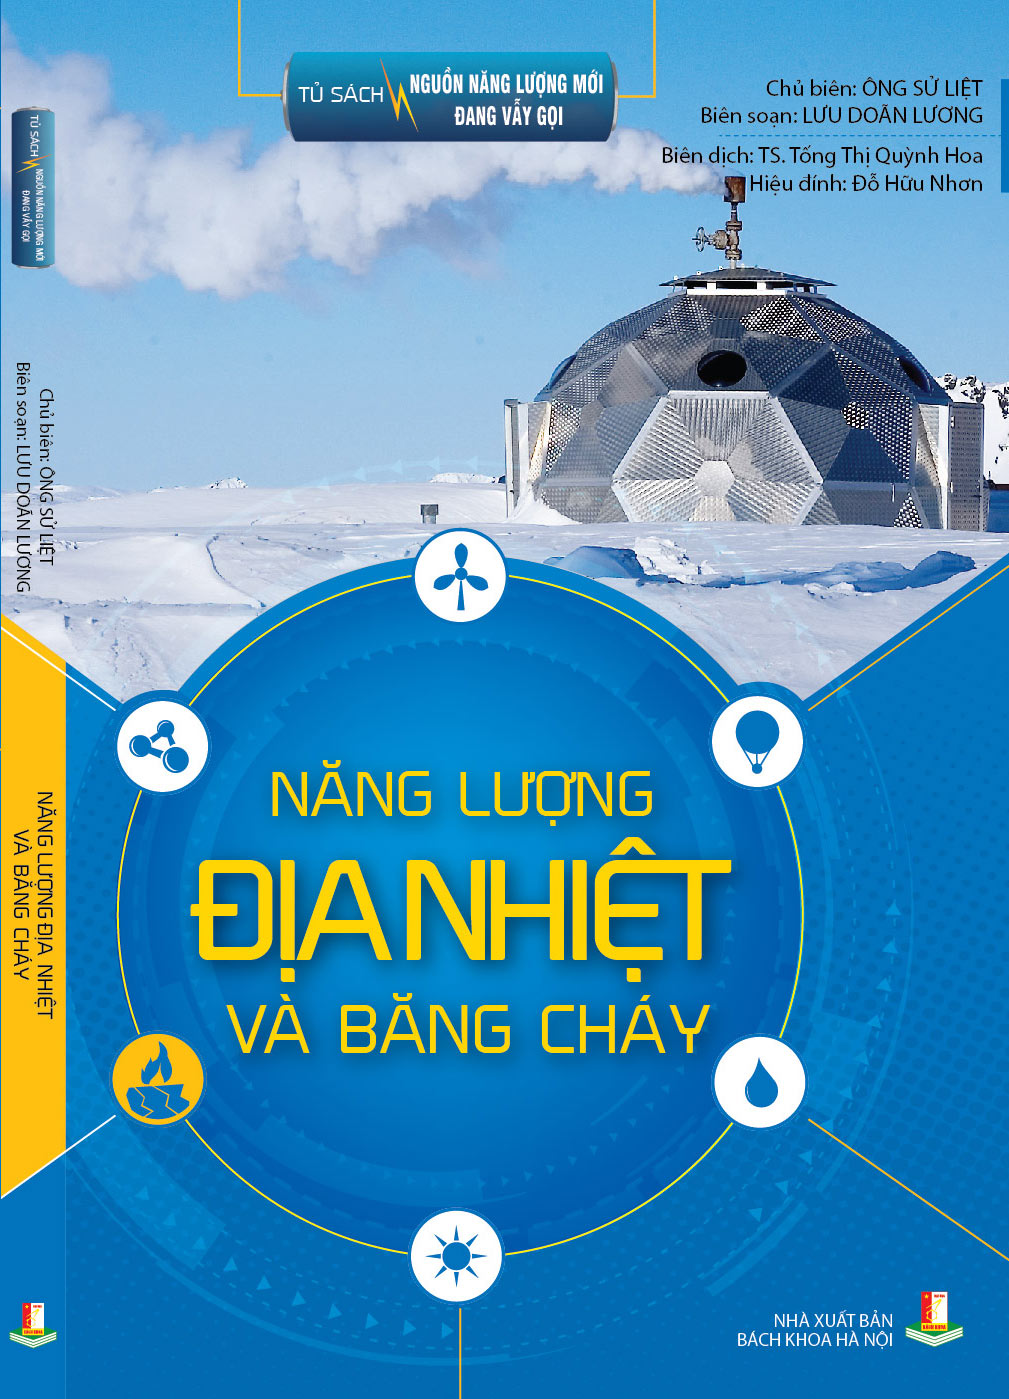 TỦ SÁCH
NGUỒN NĂNG LƯỢNG MỚI
ĐANG VẪY GỌI
Chủ biên: ÔNG SỬ LIỆT
Biên soạn: LƯU DOÃN LƯƠNG
Biên dịch: TS. Tống Thị Quỳnh Hoa
Hiệu đính: Đỗ Hữu Nhơn
TỦ SÁCH
NGUỒN NĂNG LƯỢNG MỚI
ĐANG VẪY GỌI
Chủ biên: ÔNG SỬ LIỆT
Biên soạn: LƯU DOÃN LƯƠNG
NĂNG LƯỢNG
ĐỊA NHIỆT
VÀ BĂNG CHÁY
NĂNG LƯỢNG ĐỊA NHIỆT
VÀ BĂNG CHÁY
NHÀ XUẤT BẢN
BÁCH KHOA HÀ NỘI